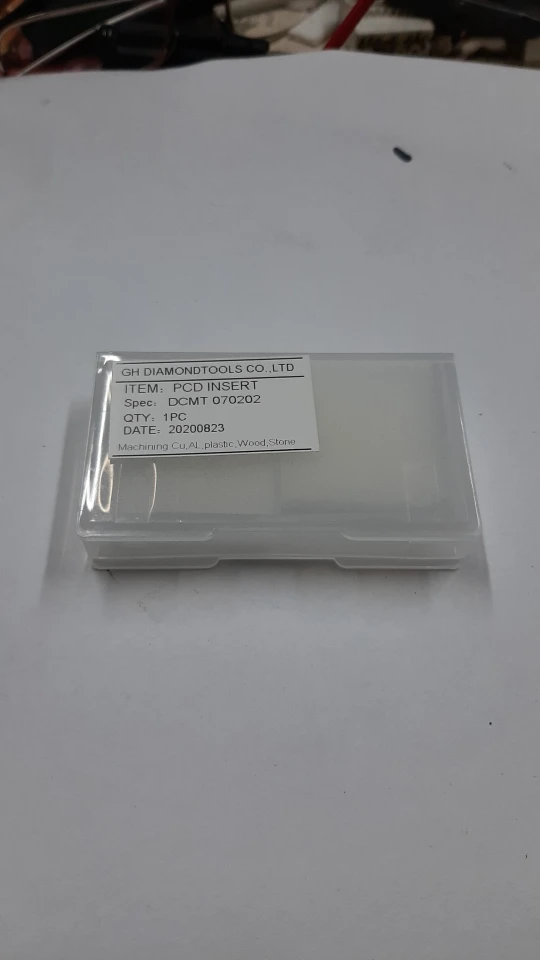 GH DIAMONDTOOLS CO.,LTD
ITEM: PCD INSERT
Spec: DCMT 070202
QTY: 1PC
DATE: 20200823
Machining Cu,AL,plastic,Wood,Stone